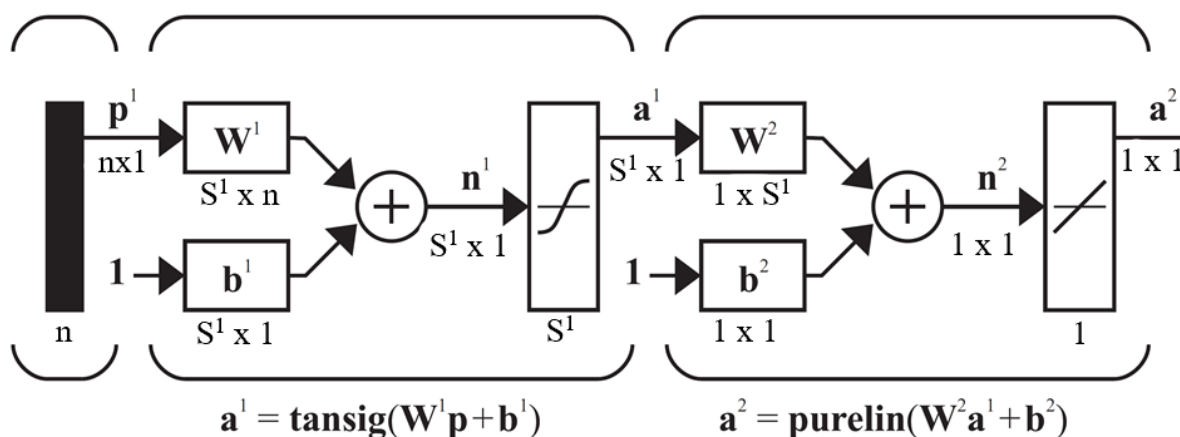 p¹ a¹ a²
W¹ W²
nx1 n¹ S¹ x 1 n² 1 x 1
S¹ x n 1 x S¹
+ +
S¹ x 1 1 x 1
1 b¹ 1 b²
n S¹ x 1 S¹ 1 x 1 1
a¹ = tansig(W¹p+b¹) a² = purelin(W²a¹+b²)